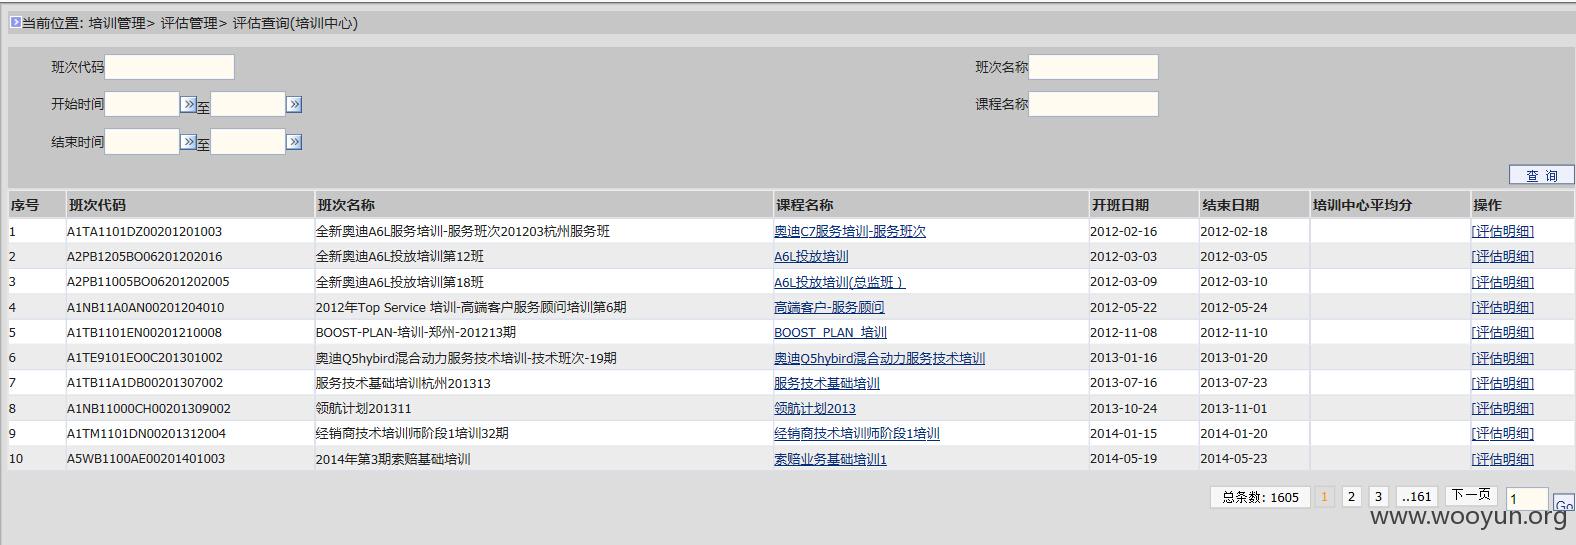 当前位置: 培训管理> 评估管理> 评估查询(培训中心)
班次代码 班次名称
开始时间 至 课程名称
结束时间 至
查 询
序号 班次代码 班次名称 课程名称 开班日期 结束日期 培训中心平均分 操作
1 A1TA1101DZ00201201003 全新奥迪A6L服务培训-服务班次201203杭州服务班 奥迪C7服务培训-服务班次 2012-02-16 2012-02-18 [评估明细]
2 A2PB1205BO06201202016 全新奥迪A6L投放培训第12班 A6L投放培训 2012-03-03 2012-03-05 [评估明细]
3 A2PB11005BO06201202005 全新奥迪A6L投放培训第18班 A6L投放培训(总监班） 2012-03-09 2012-03-10 [评估明细]
4 A1NB11A0AN00201204010 2012年Top Service 培训-高端客户服务顾问培训第6期 高端客户-服务顾问 2012-05-22 2012-05-24 [评估明细]
5 A1TB1101EN00201210008 BOOST-PLAN-培训-郑州-201213期 BOOST_PLAN_培训 2012-11-08 2012-11-10 [评估明细]
6 A1TE9101EO0C201301002 奥迪Q5hybird混合动力服务技术培训-技术班次-19期 奥迪Q5hybird混合动力服务技术培训 2013-01-16 2013-01-20 [评估明细]
7 A1TB11A1DB00201307002 服务技术基础培训杭州201313 服务技术基础培训 2013-07-16 2013-07-23 [评估明细]
8 A1NB11000CH00201309002 领航计划201311 领航计划2013 2013-10-24 2013-11-01 [评估明细]
9 A1TM1101DN00201312004 经销商技术培训师阶段1培训32期 经销商技术培训师阶段1培训 2014-01-15 2014-01-20 [评估明细]
10 A5WB1100AE00201401003 2014年第3期索赔基础培训 索赔业务基础培训1 2014-05-19 2014-05-23 [评估明细]
总条数: 1605 1 2 3 ..161 下一页 1 Go
www.wooyun.org